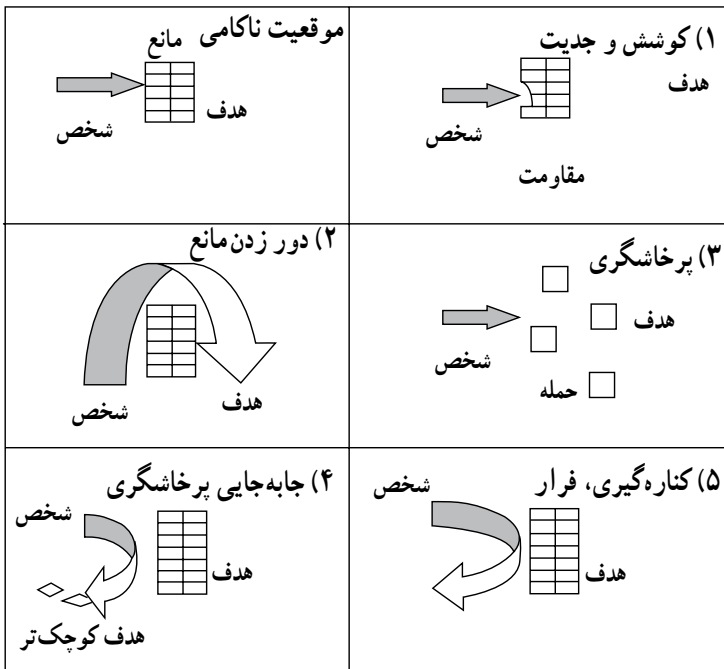 موقعیت ناکامی
مانع
هدف
شخص
۱) کوشش و جدیت
هدف
شخص
مقاومت
۲) دور زدن مانع
هدف
شخص
۳) پرخاشگری
هدف
شخص
حمله
۴) جابه‌جایی پرخاشگری
شخص
هدف
هدف کوچک‌تر
۵) کناره‌گیری، فرار
شخص
هدف